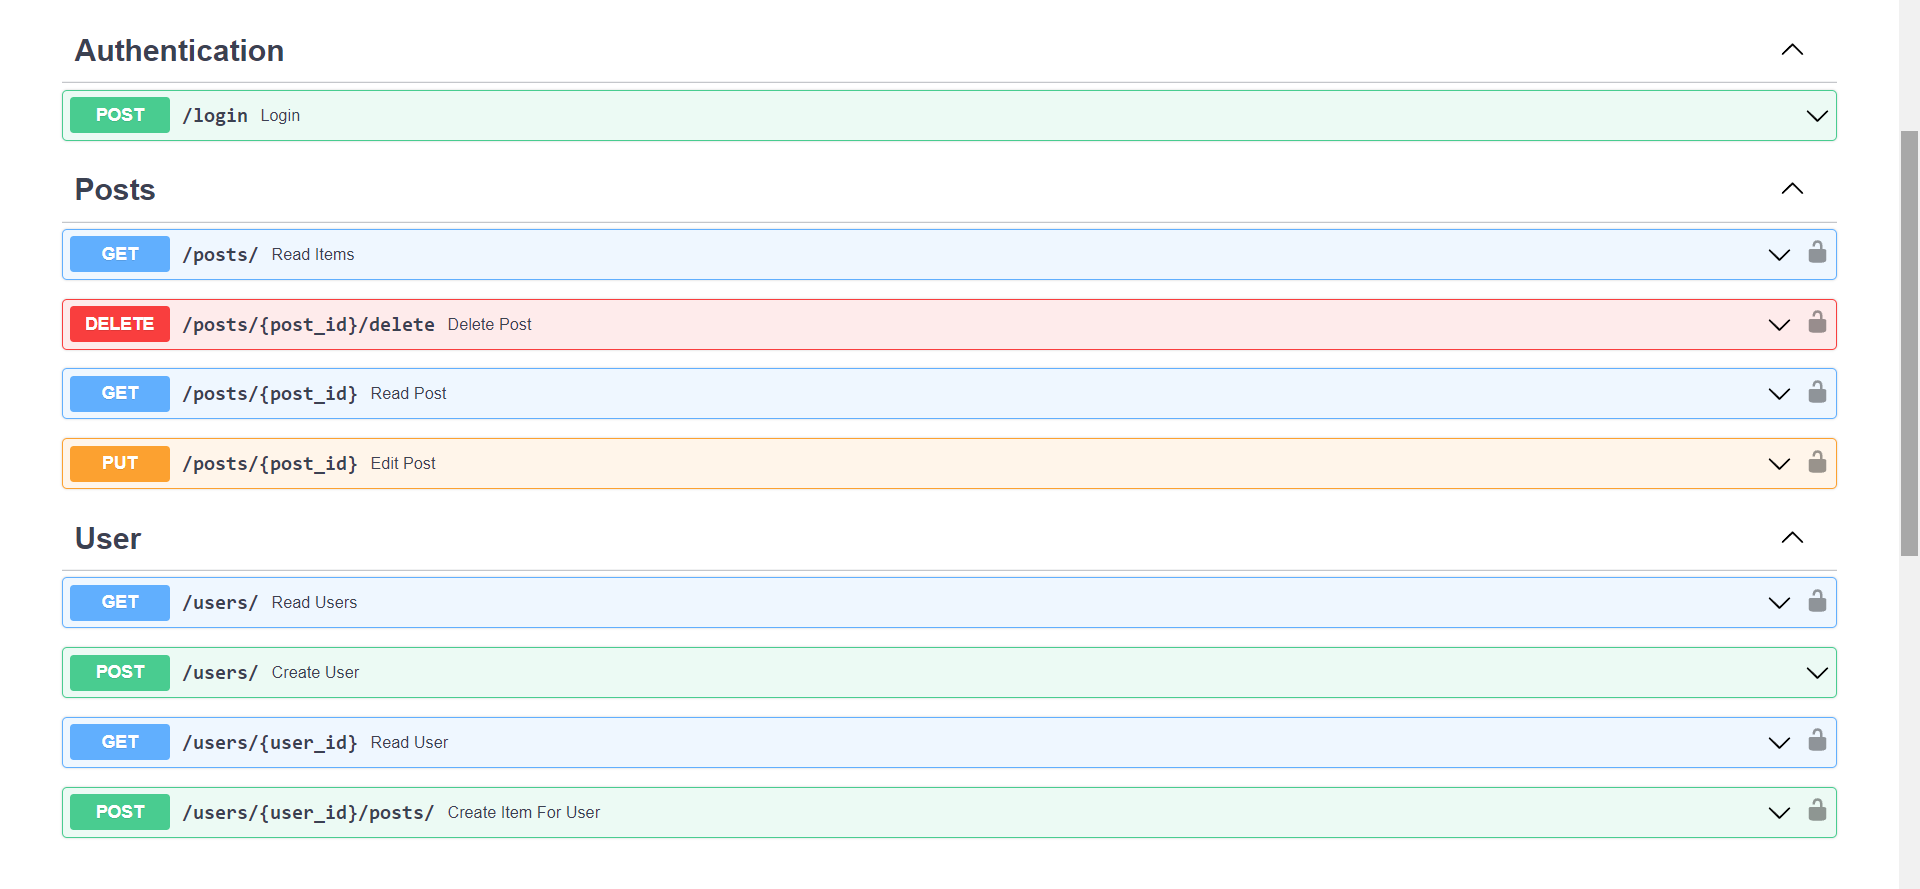 Authentication
POST /login Login
Posts
GET /posts/ Read Items
DELETE /posts/{post_id}/delete Delete Post
GET /posts/{post_id} Read Post
PUT /posts/{post_id} Edit Post
User
GET /users/ Read Users
POST /users/ Create User
GET /users/{user_id} Read User
POST /users/{user_id}/posts/ Create Item For User